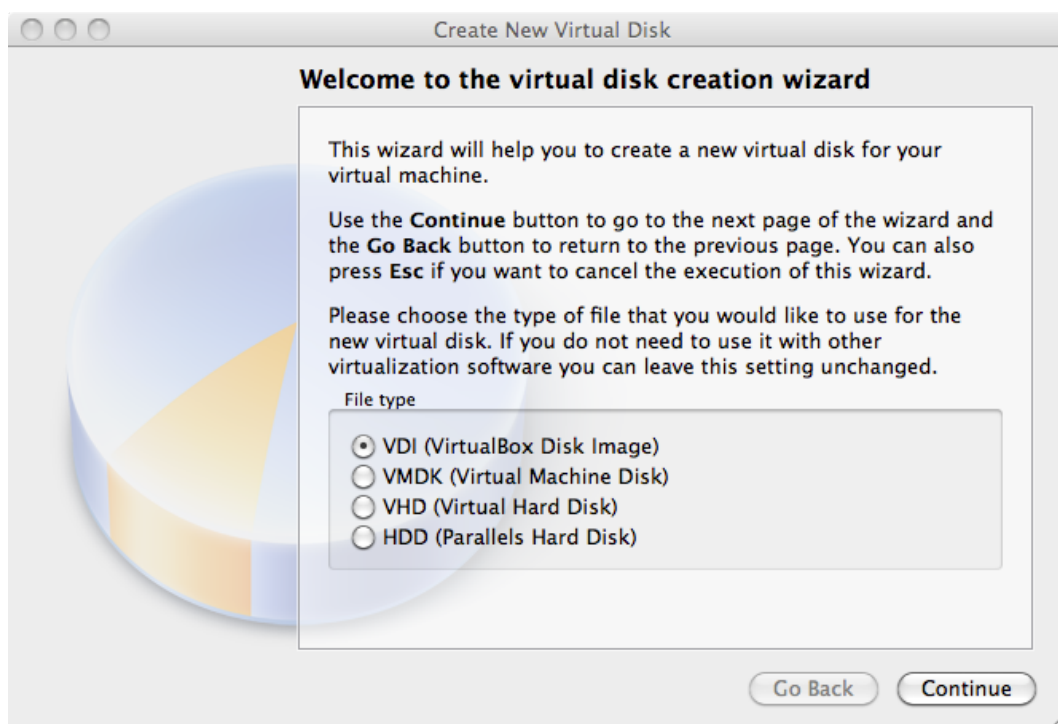 Create New Virtual Disk
Welcome to the virtual disk creation wizard
This wizard will help you to create a new virtual disk for your
virtual machine.
Use the Continue button to go to the next page of the wizard and
the Go Back button to return to the previous page. You can also
press Esc if you want to cancel the execution of this wizard.
Please choose the type of file that you would like to use for the
new virtual disk. If you do not need to use it with other
virtualization software you can leave this setting unchanged.
File type
VDI (VirtualBox Disk Image)
VMDK (Virtual Machine Disk)
VHD (Virtual Hard Disk)
HDD (Parallels Hard Disk)
Go Back Continue